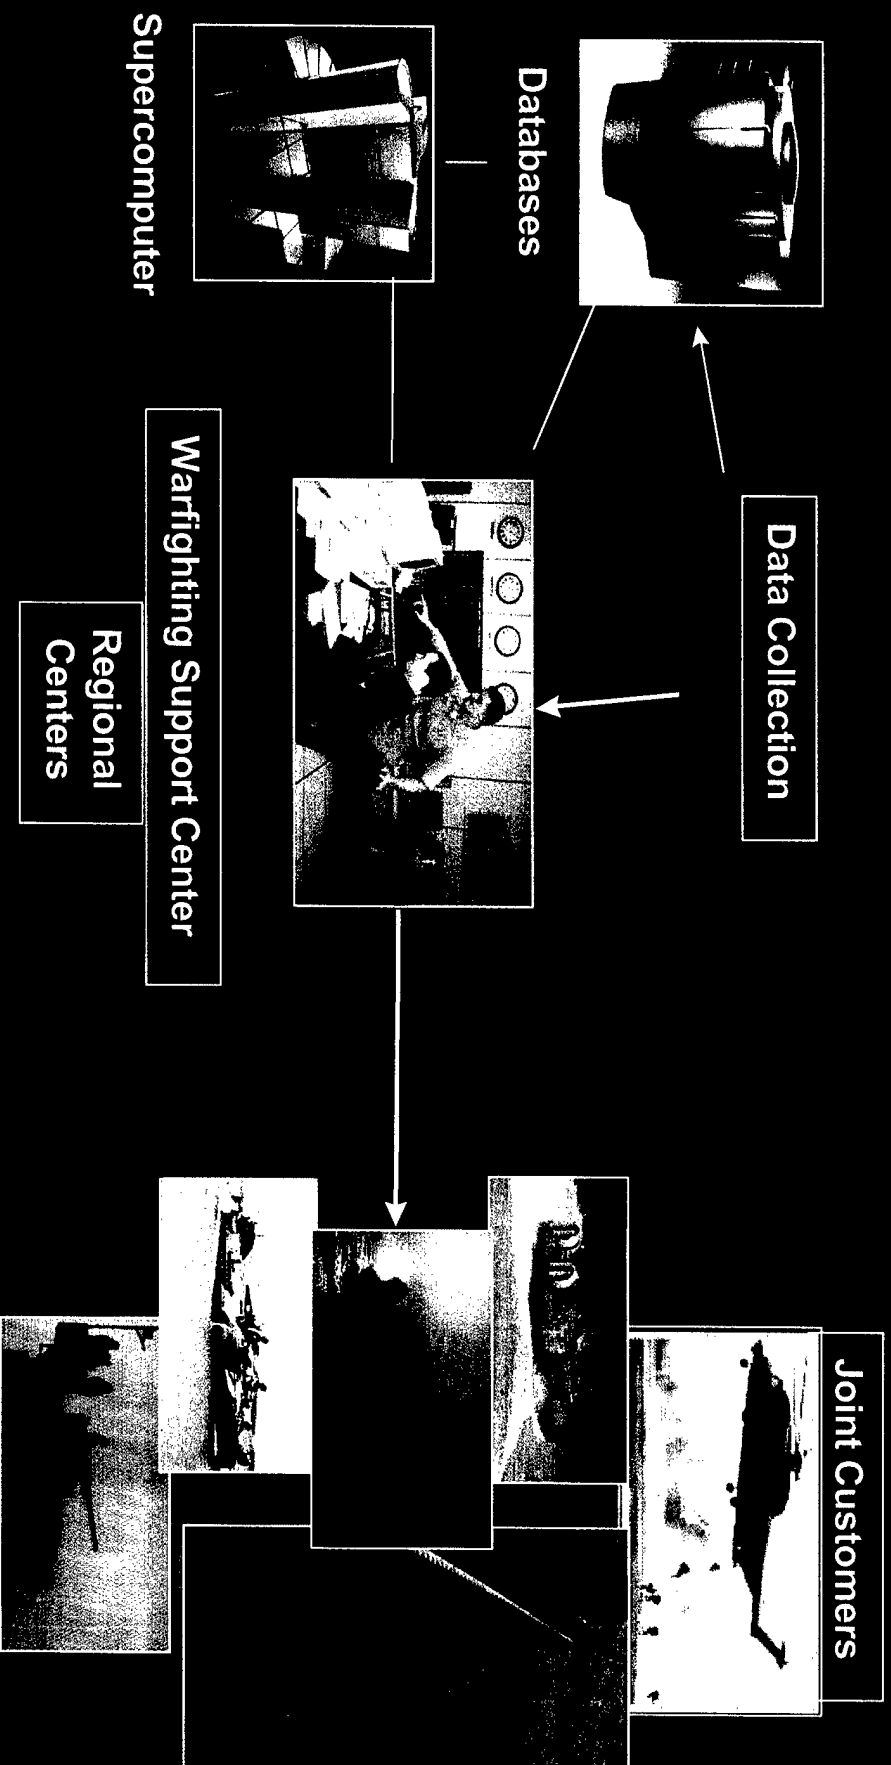 Data Collection
Joint Customers
Databases
Supercomputer
Warfighting Support Center
Regional
Centers